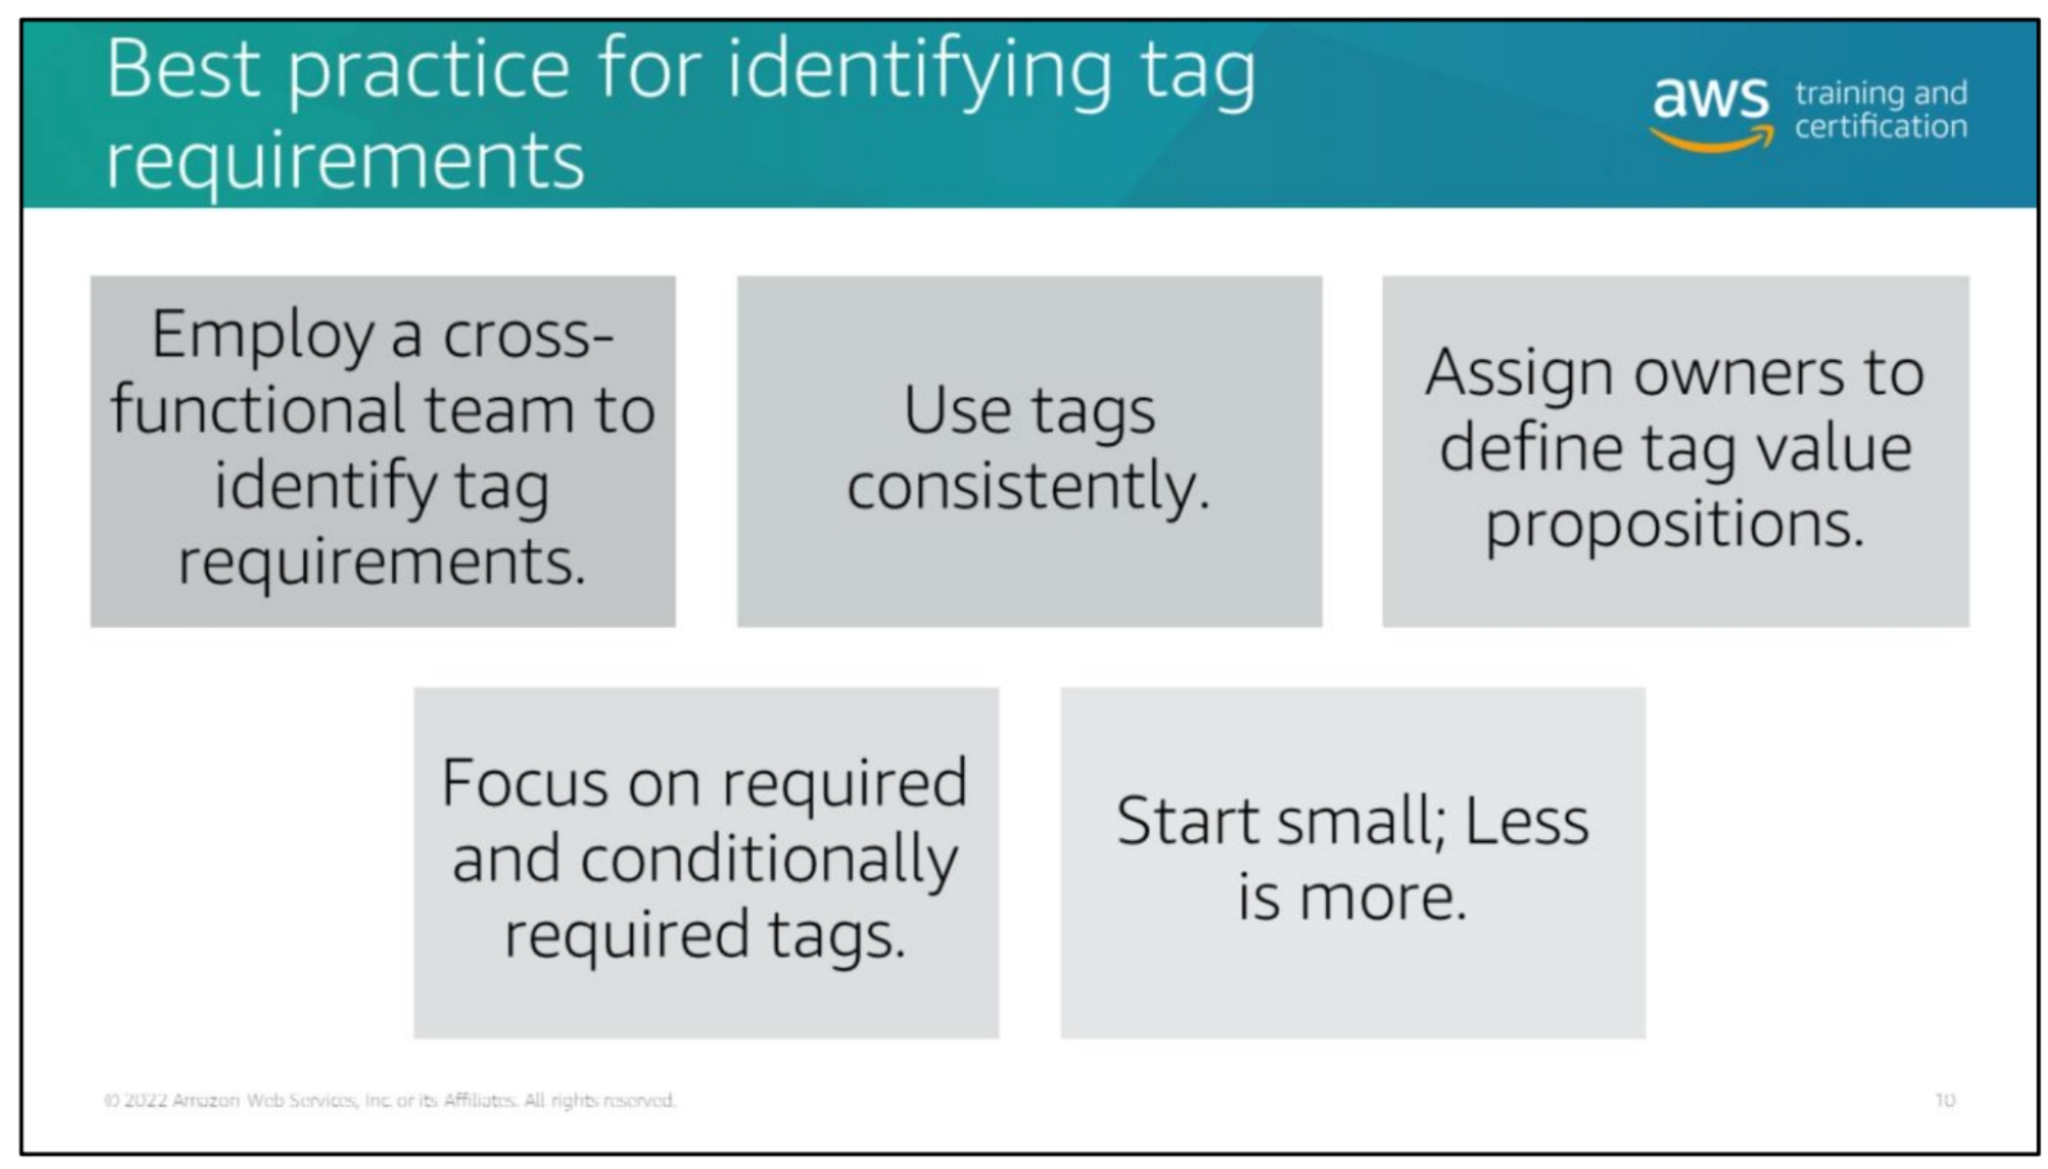 Best practice for identifying tag
requirements
aws training and
certification
Employ a cross-
functional team to
identify tag
requirements.
Use tags
consistently.
Assign owners to
define tag value
propositions.
Focus on required
and conditionally
required tags.
Start small; Less
is more.
© 2022 Amazon Web Services, Inc. or its Affiliates. All rights reserved.
10